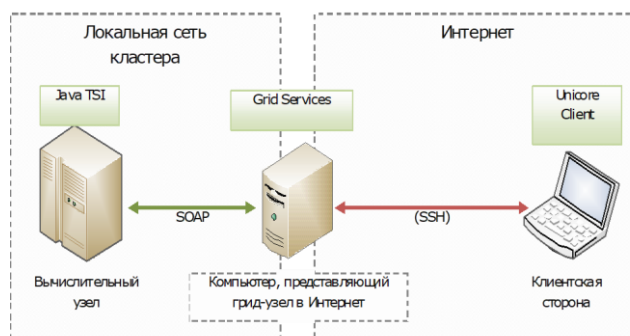 Локальная сеть
кластера
Интернет
Java TSI
Grid Services
Unicore
Client
SOAP
(SSH)
Вычислительный
узел
Компьютер, представляющий
грид-узел в Интернет
Клиентская
сторона